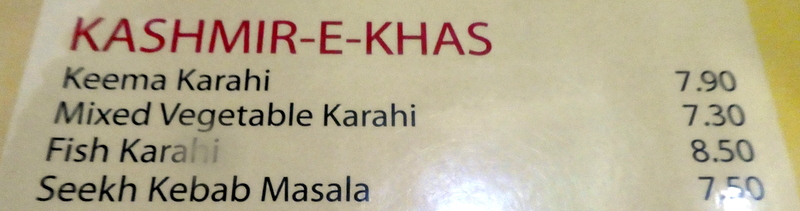 KASHMIR-E-KHAS
Keema Karahi 7.90
Mixed Vegetable Karahi 7.30
Fish Karahi 8.50
Seekh Kebab Masala 7.50